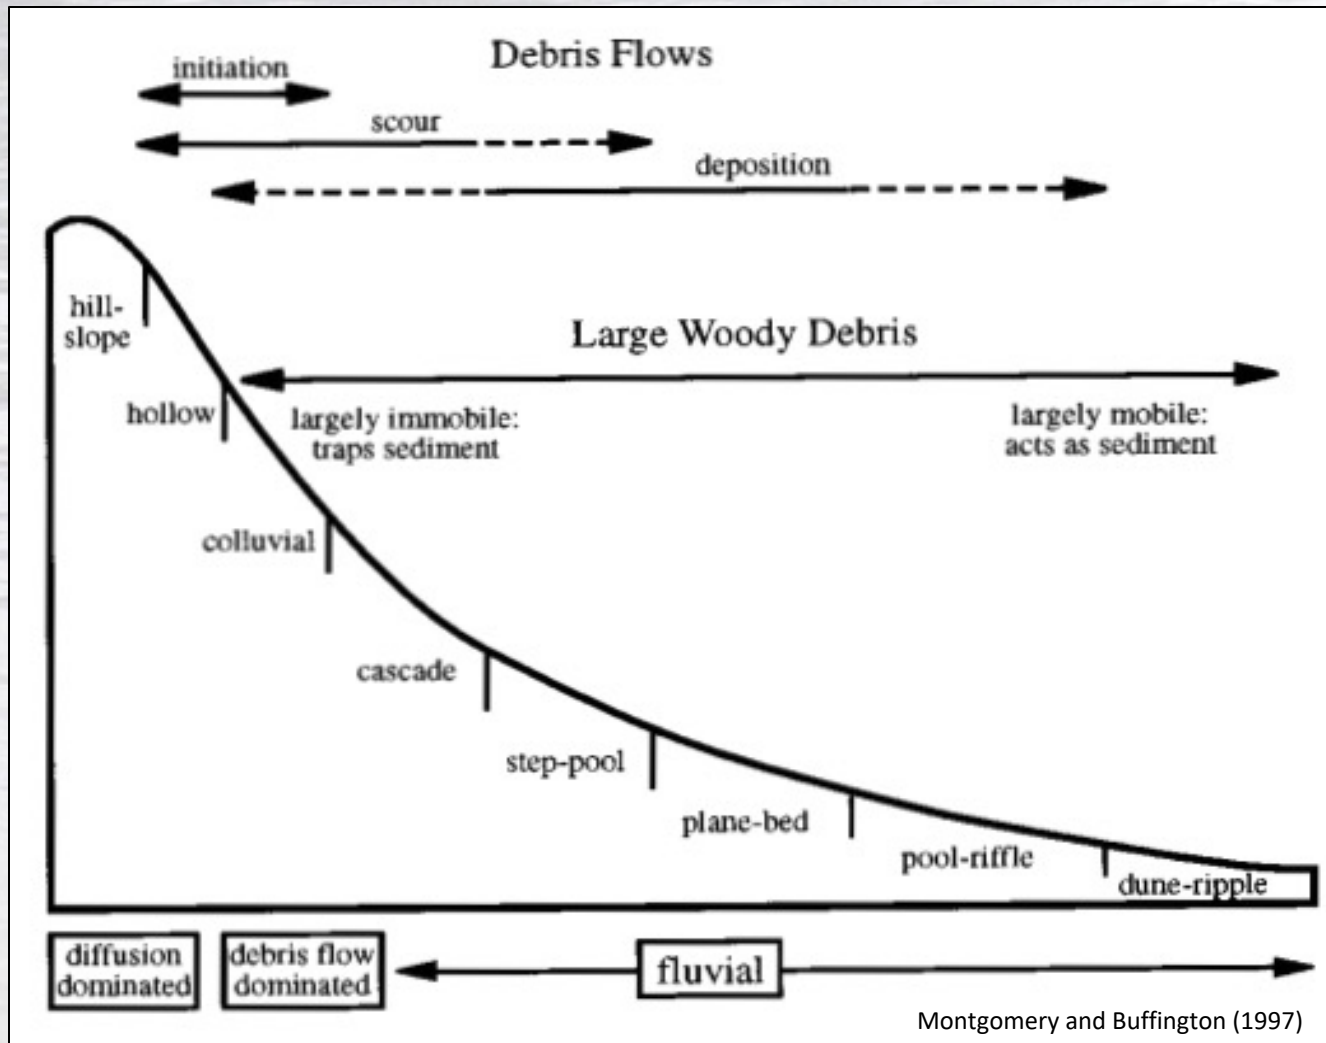 Debris Flows
initiation
scour
deposition
hill-
slope
Large Woody Debris
hollow
largely immobile:
traps sediment
largely mobile:
acts as sediment
colluvial
cascade
step-pool
plane-bed
pool-riffle
dune-ripple
diffusion
dominated
debris flow
dominated
fluvial
Montgomery and Buffington (1997)